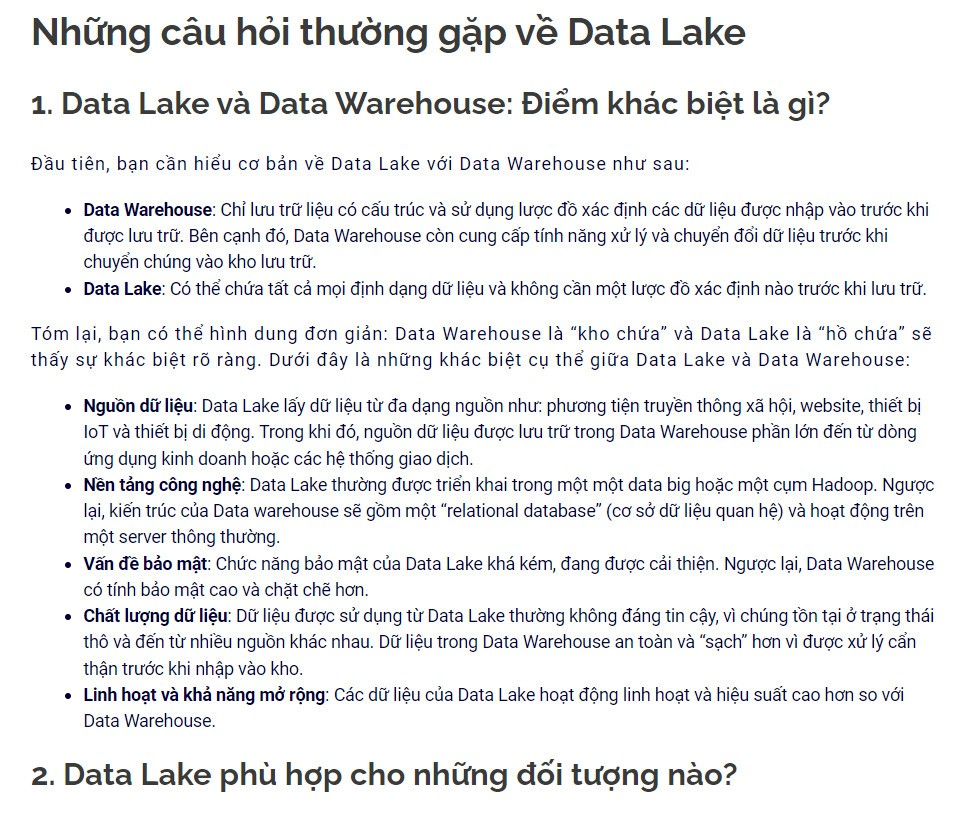 Những câu hỏi thường gặp về Data Lake
1. Data Lake và Data Warehouse: Điểm khác biệt là gì?
Đầu tiên, bạn cần hiểu cơ bản về Data Lake với Data Warehouse như sau:
• Data Warehouse: Chỉ lưu trữ liệu có cấu trúc và sử dụng lược đồ xác định các dữ liệu được nhập vào trước khi
được lưu trữ. Bên cạnh đó, Data Warehouse còn cung cấp tính năng xử lý và chuyển đổi dữ liệu trước khi
chuyển chúng vào kho lưu trữ.
• Data Lake: Có thể chứa tất cả mọi định dạng dữ liệu và không cần một lược đồ xác định nào trước khi lưu trữ.
Tóm lại, bạn có thể hình dung đơn giản: Data Warehouse là “kho chứa” và Data Lake là “hồ chứa” sẽ
thấy sự khác biệt rõ ràng. Dưới đây là những khác biệt cụ thể giữa Data Lake và Data Warehouse:
• Nguồn dữ liệu: Data Lake lấy dữ liệu từ đa dạng nguồn như: phương tiện truyền thông xã hội, website, thiết bị
IoT và thiết bị di động. Trong khi đó, nguồn dữ liệu được lưu trữ trong Data Warehouse phần lớn đến từ dòng
ứng dụng kinh doanh hoặc các hệ thống giao dịch.
• Nền tảng công nghệ: Data Lake thường được triển khai trong một một data big hoặc một cụm Hadoop. Ngược
lại, kiến trúc của Data warehouse sẽ gồm một “relational database” (cơ sở dữ liệu quan hệ) và hoạt động trên
một server thông thường.
• Vấn đề bảo mật: Chức năng bảo mật của Data Lake khá kém, đang được cải thiện. Ngược lại, Data Warehouse
có tính bảo mật cao và chặt chẽ hơn.
• Chất lượng dữ liệu: Dữ liệu được sử dụng từ Data Lake thường không đáng tin cậy, vì chúng tồn tại ở trạng thái
thô và đến từ nhiều nguồn khác nhau. Dữ liệu trong Data Warehouse an toàn và “sạch” hơn vì được xử lý cẩn
thận trước khi nhập vào kho.
• Linh hoạt và khả năng mở rộng: Các dữ liệu của Data Lake hoạt động linh hoạt và hiệu suất cao hơn so với
Data Warehouse.
2. Data Lake phù hợp cho những đối tượng nào?